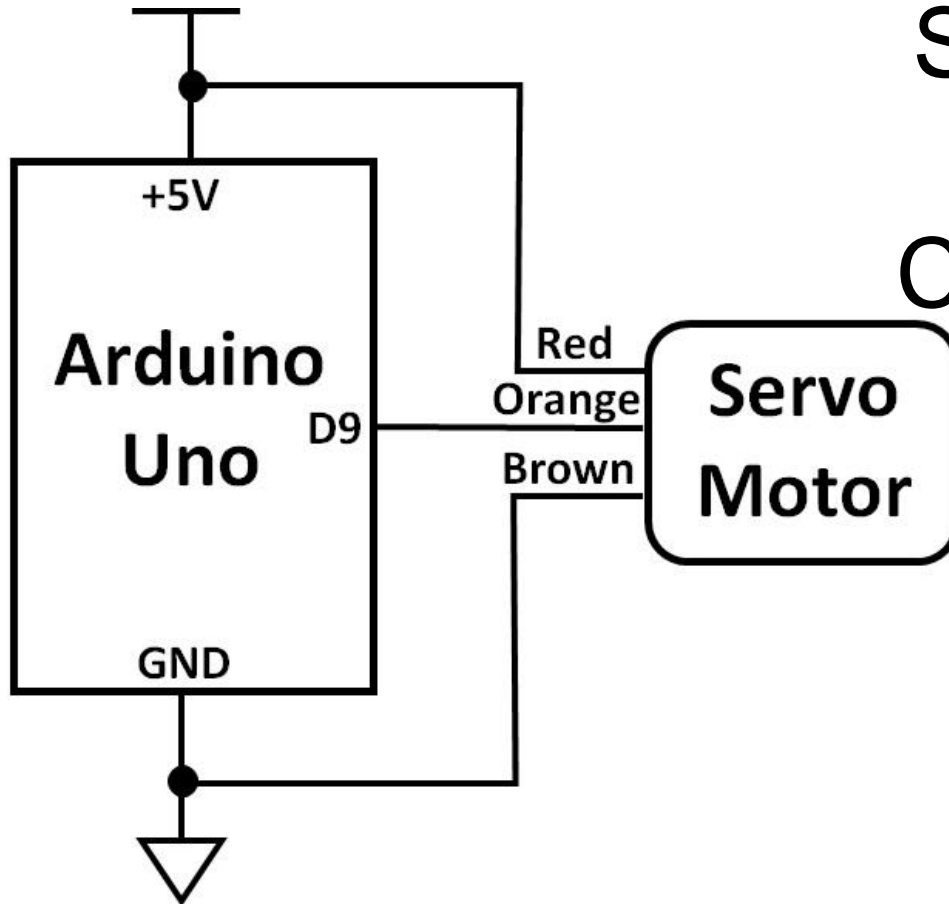 S
+5V
C
Arduino
Uno
D9
Red
Orange
Brown
Servo
Motor
GND